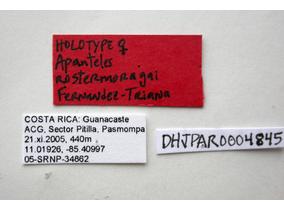 HOLOTYPE ♀
Apanteles
rostermoragai
FERNANDEZ-TRIANA
COSTA RICA: Guanacaste
ACG, Sector Pitilla, Pasmompa
21.xi.2005, 440m
11.01926, -85.40997
05-SRNP-34662
DHJPAR0004845